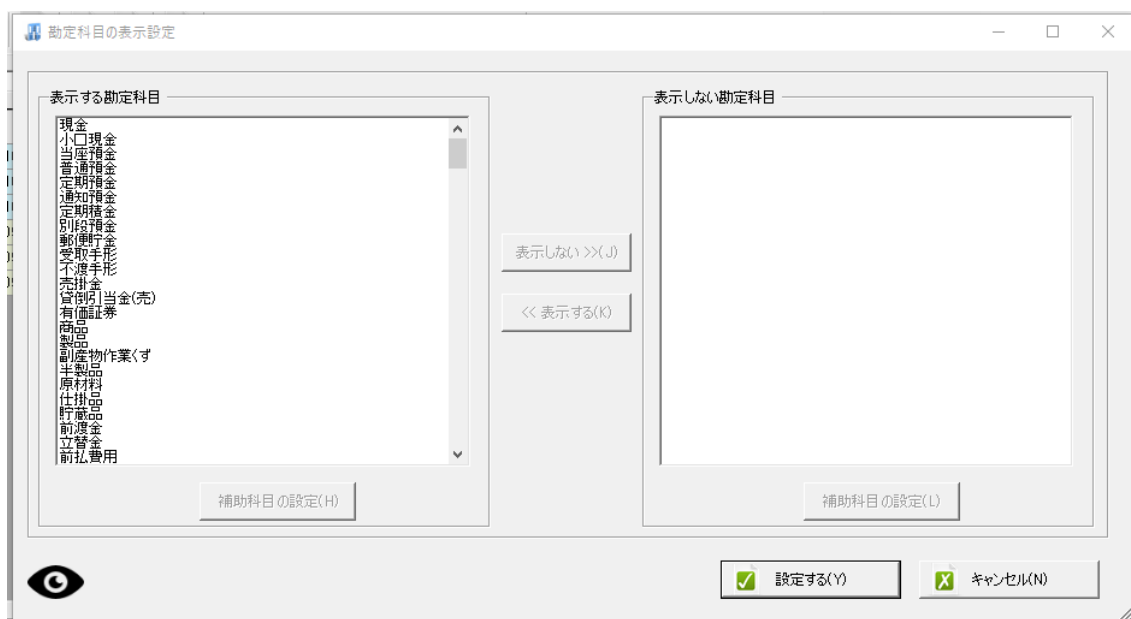 勘定科目の表示設定
表示する勘定科目
現金
小口現金
当座預金
普通預金
定期預金
通知預金
定期積金
別段預金
郵便貯金
受取手形
不渡手形
売掛金
貸倒引当金(売)
有価証券
商品
製品
副産物作業くず
半製品
原材料
仕掛品
貯蔵品
前渡金
立替金
前払費用
補助科目の設定(H)
表示しない >>(J)
<< 表示する(K)
表示しない勘定科目
補助科目の設定(L)
設定する(Y)
キャンセル(N)